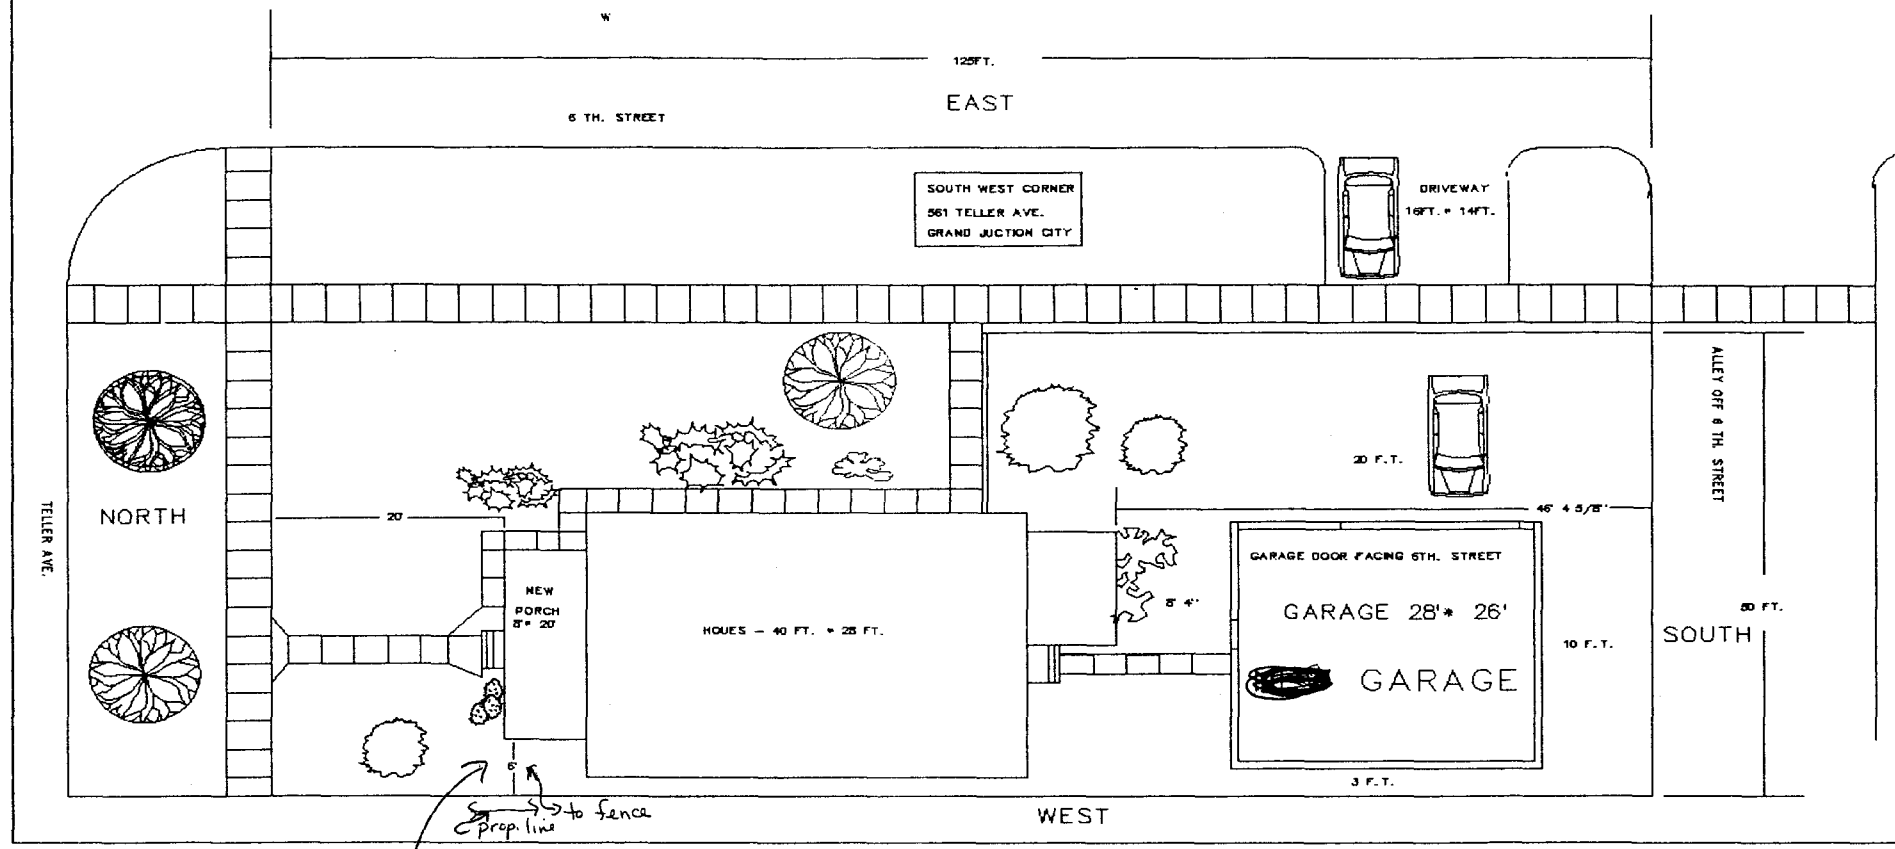 W
125FT.
EAST
6 TH. STREET
SOUTH WEST CORNER
561 TELLER AVE.
GRAND JUCTION CITY
DRIVEWAY
16FT. * 14FT.
ALLEY OFF 6 TH. STREET
20 F.T.
NORTH
TELLER AVE.
20'
46' 4 5/8"
GARAGE DOOR FACING 6TH. STREET
NEW
PORCH
8'* 20'
8' 4"
GARAGE 28'* 26'
50 FT.
HOUES - 40 FT. * 28 FT.
10 F.T.
SOUTH
GARAGE
6'
3 F.T.
to fence
prop. line
WEST